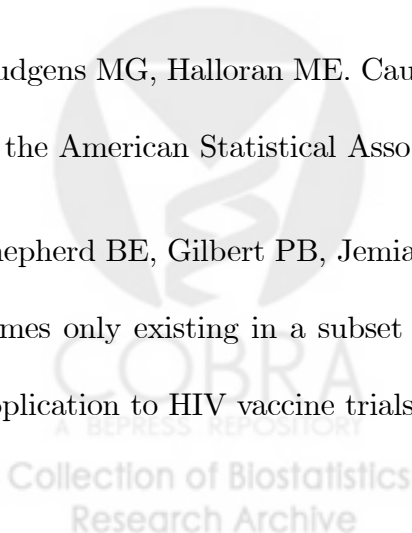 udgens MG, Halloran ME. Cau
the American Statistical Asso
hepherd BE, Gilbert PB, Jemia
mes only existing in a subset
oplication to HIV vaccine trials
COBRA
A BEPRESS REPOSITORY
Collection of Biostatistics
Research Archive